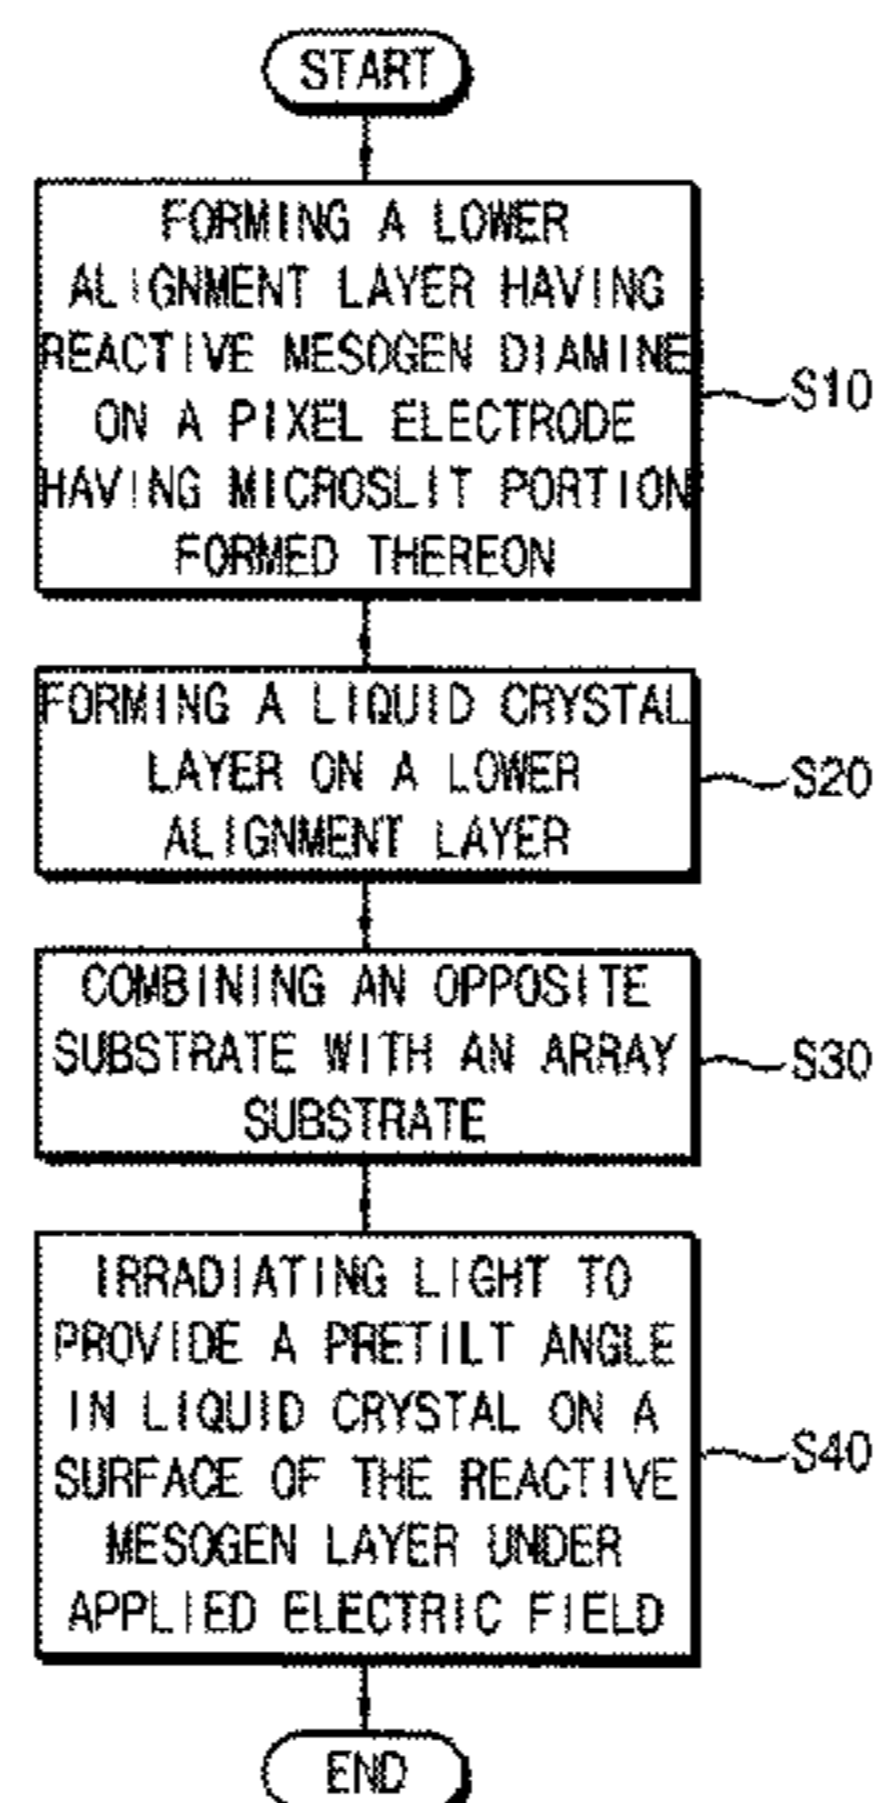 START
FORMING A LOWER
ALIGNMENT LAYER HAVING
REACTIVE MESOGEN DIAMINE
ON A PIXEL ELECTRODE
HAVING MICROSLIT PORTION
FORMED THEREON
S10
FORMING A LIQUID CRYSTAL
LAYER ON A LOWER
ALIGNMENT LAYER
S20
COMBINING AN OPPOSITE
SUBSTRATE WITH AN ARRAY
SUBSTRATE
S30
IRRADIATING LIGHT TO
PROVIDE A PRETILT ANGLE
IN LIQUID CRYSTAL ON A
SURFACE OF THE REACTIVE
MESOGEN LAYER UNDER
APPLIED ELECTRIC FIELD
S40
END